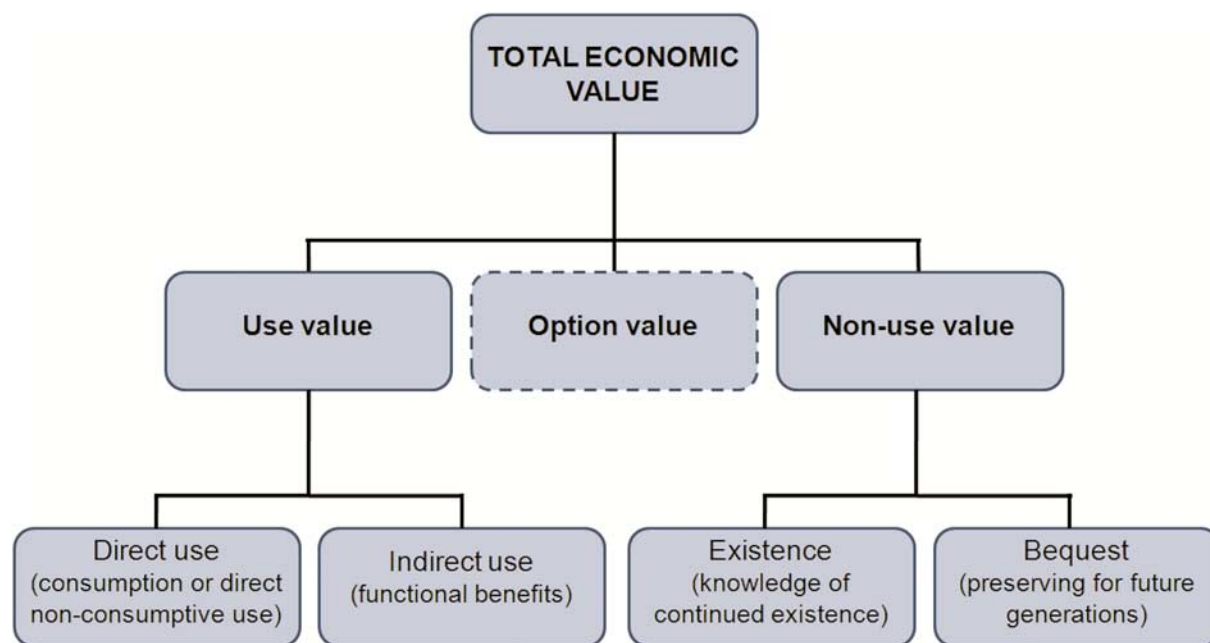 TOTAL ECONOMIC
VALUE
Use value
Option value
Non-use value
Direct use
(consumption or direct
non-consumptive use)
Indirect use
(functional benefits)
Existence
(knowledge of
continued existence)
Bequest
(preserving for future
generations)